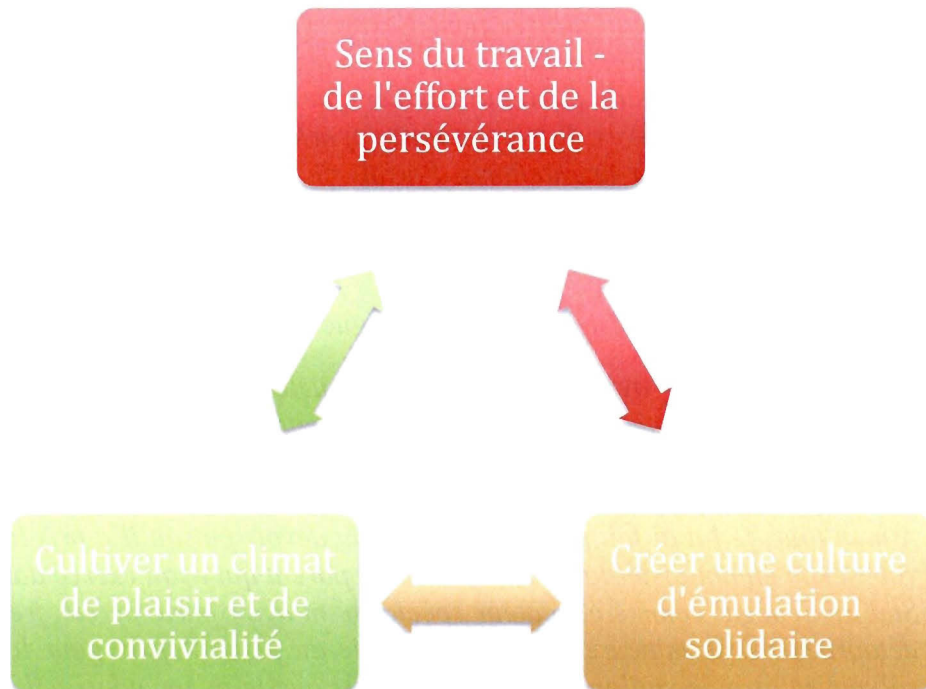 Sens du travail -
de l'effort et de la
persévérance
Cultiver un climat
de plaisir et de
convivialité
Créer une culture
d'émulation
solidaire